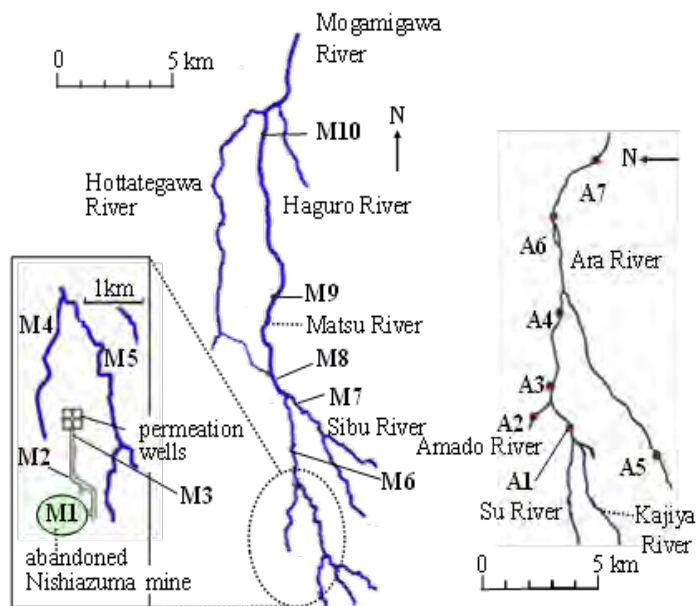 Mogamigawa
River
0 5 km
M10
N
Hottategawa
River
Haguro River
M9
Matsu River
M8
M7
Sibu River
M6
1km
M4
M5
permeation
wells
M2
M3
M1
abandoned
Nishiazuma mine
N
A7
A6
Ara River
A4
A3
A2
Amado River
A1
A5
Su River
Kajiya
River
0 5 km